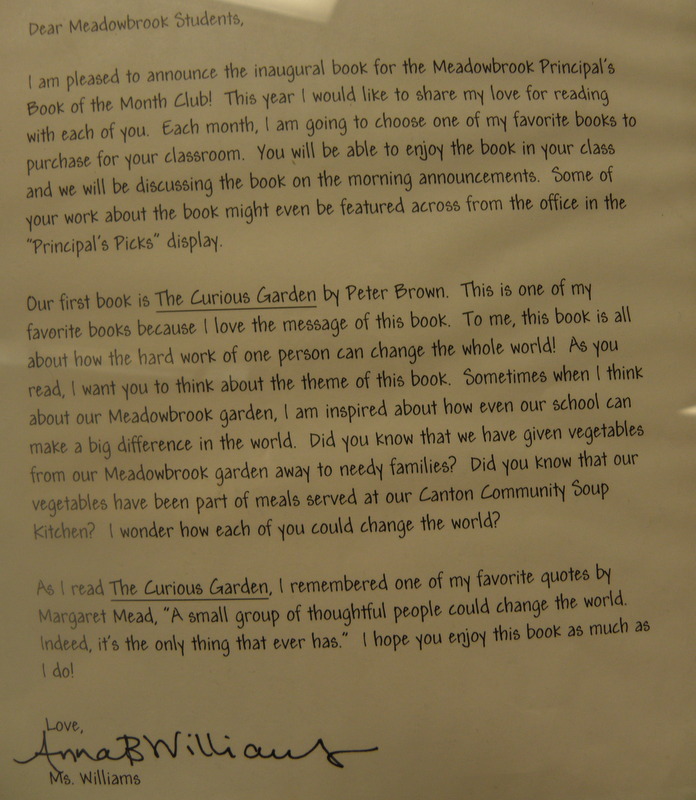 Dear Meadowbrook Students,
I am pleased to announce the inaugural book for the Meadowbrook Principal's
Book of the Month Club! This year I would like to share my love for reading
with each of you. Each month, I am going to choose one of my favorite books to
purchase for your classroom. You will be able to enjoy the book in your class
and we will be discussing the book on the morning announcements. Some of
your work about the book might even be featured across from the office in the
"Principal's Picks" display.
Our first book is The Curious Garden by Peter Brown. This is one of my
favorite books because I love the message of this book. To me, this book is all
about how the hard work of one person can change the whole world! As you
read, I want you to think about the theme of this book. Sometimes when I think
about our Meadowbrook garden, I am inspired about how even our school can
make a big difference in the world. Did you know that we have given vegetables
from our Meadowbrook garden away to needy families? Did you know that our
vegetables have been part of meals served at our Canton Community Soup
Kitchen? I wonder how each of you could change the world?
As I read The Curious Garden, I remembered one of my favorite quotes by
Margaret Mead, "A small group of thoughtful people could change the world.
Indeed, it's the only thing that ever has." I hope you enjoy this book as much as
I do!
Love,
Anna B Williams
Ms. Williams